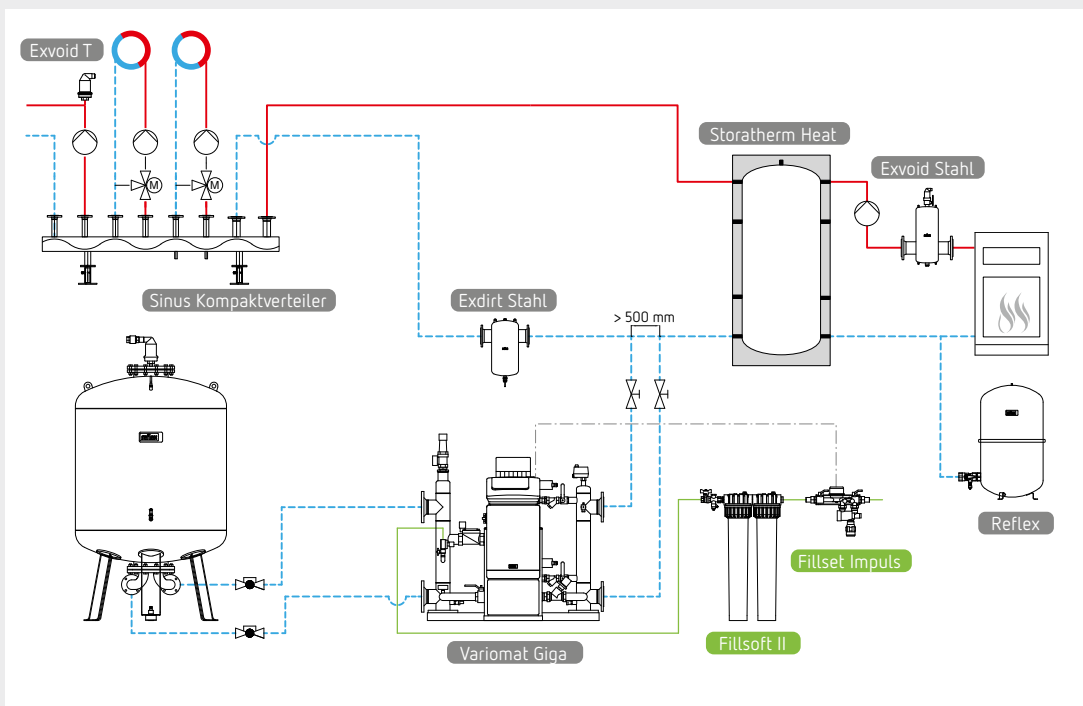 Exvoid T
Storatherm Heat
Exvoid Stahl
M
M
Sinus Kompaktverteiler
Exdirt Stahl
> 500 mm
Reflex
Fillset Impuls
Fillsoft II
Variomat Giga